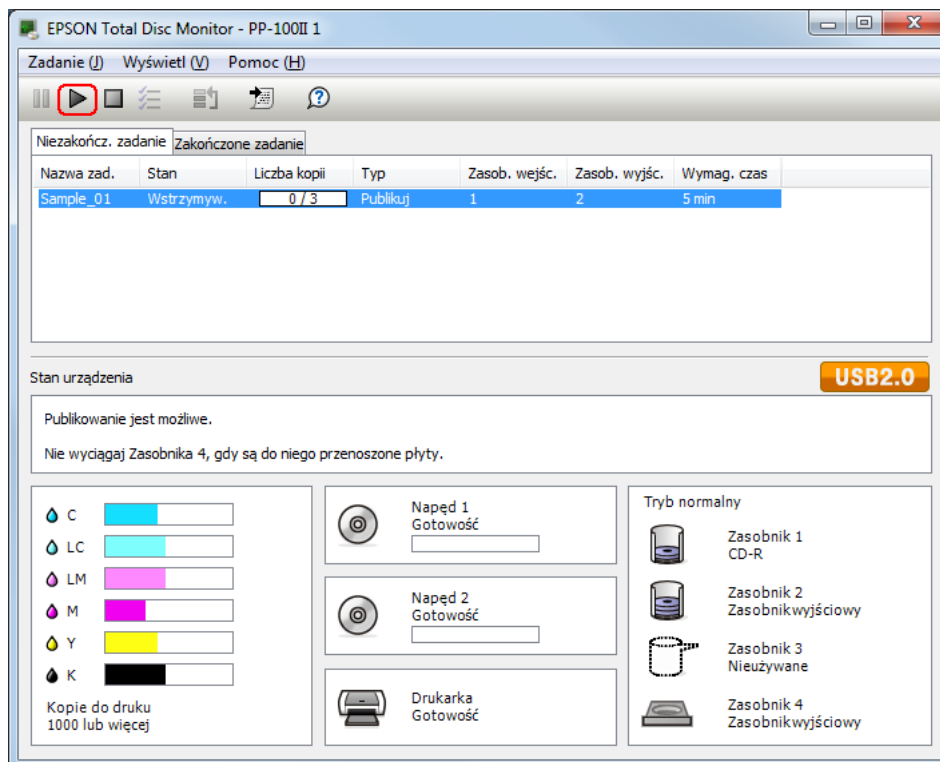 EPSON Total Disc Monitor - PP-100II 1
Zadanie (J) Wyświetl (V) Pomoc (H)
Niezakończ. zadanie Zakończone zadanie
Nazwa zad. Stan Liczba kopii Typ Zasob. wejśc. Zasob. wyjśc. Wymag. czas
Sample_01 Wstrzymyw. 0 / 3 Publikuj 1 2 5 min
Stan urządzenia
USB2.0
Publikowanie jest możliwe.
Nie wyciągaj Zasobnika 4, gdy są do niego przenoszone płyty.
C
LC
LM
M
Y
K
Kopie do druku
1000 lub więcej
Napęd 1
Gotowość
Napęd 2
Gotowość
Drukarka
Gotowość
Tryb normalny
Zasobnik 1
CD-R
Zasobnik 2
Zasobnikwyjściowy
Zasobnik 3
Nieużywane
Zasobnik 4
Zasobnikwyjściowy